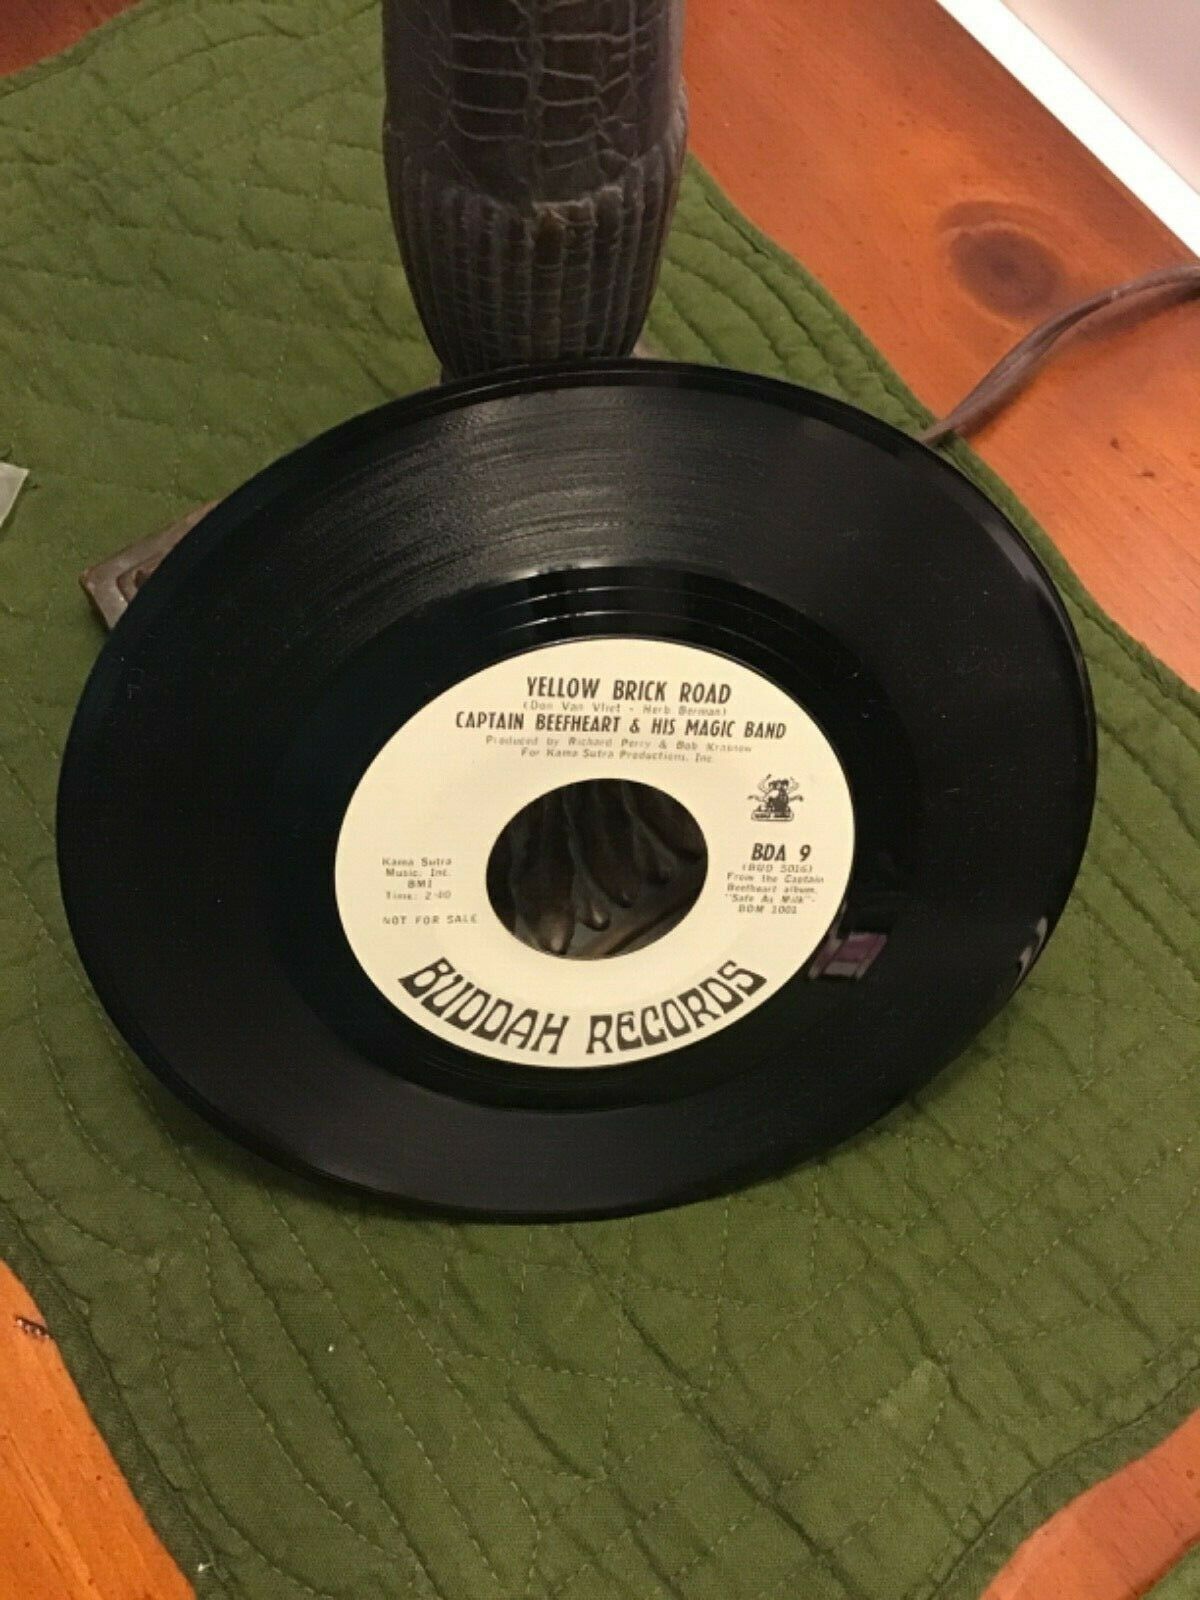 YELLOW BRICK ROAD
(Don Van Vliet - Herb Berman)
CAPTAIN BEEFHEART & HIS MAGIC BAND
Produced by Richard Perry & Bob Krasnow
For Kama Sutra Productions, Inc.
Kama Sutra
Music, Inc.
BMI
Time: 2:40
NOT FOR SALE
BDA 9
(BUD 5016)
From the Captain
Beefheart album,
"Safe As Milk"-
BDM 1001
BUDDAH RECORDS